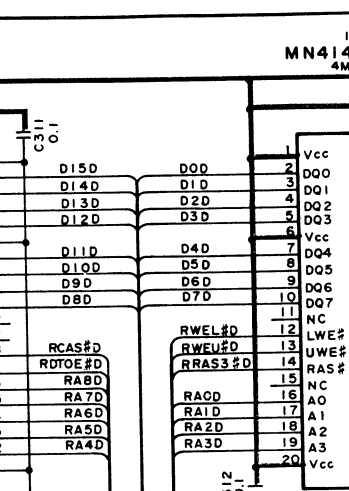 MN414
4M
C311
0.1
1 Vcc
D15D D0D 2 DQ0
D14D D1D 3 DQ1
D13D D2D 4 DQ2
D12D D3D 5 DQ3
6 Vcc
D11D D4D 7 DQ4
D10D D5D 8 DQ5
D9D D6D 9 DQ6
D8D D7D 10 DQ7
11 NC
RWEL#D 12 LWE#
RCAS#D RWEU#D 13 UWE#
RDTOE#D RRAS3#D 14 RAS#
RA8D 15 NC
RA7D RA0D 16 A0
RA6D RA1D 17 A1
RA5D RA2D 18 A2
RA4D RA3D 19 A3
20 Vcc